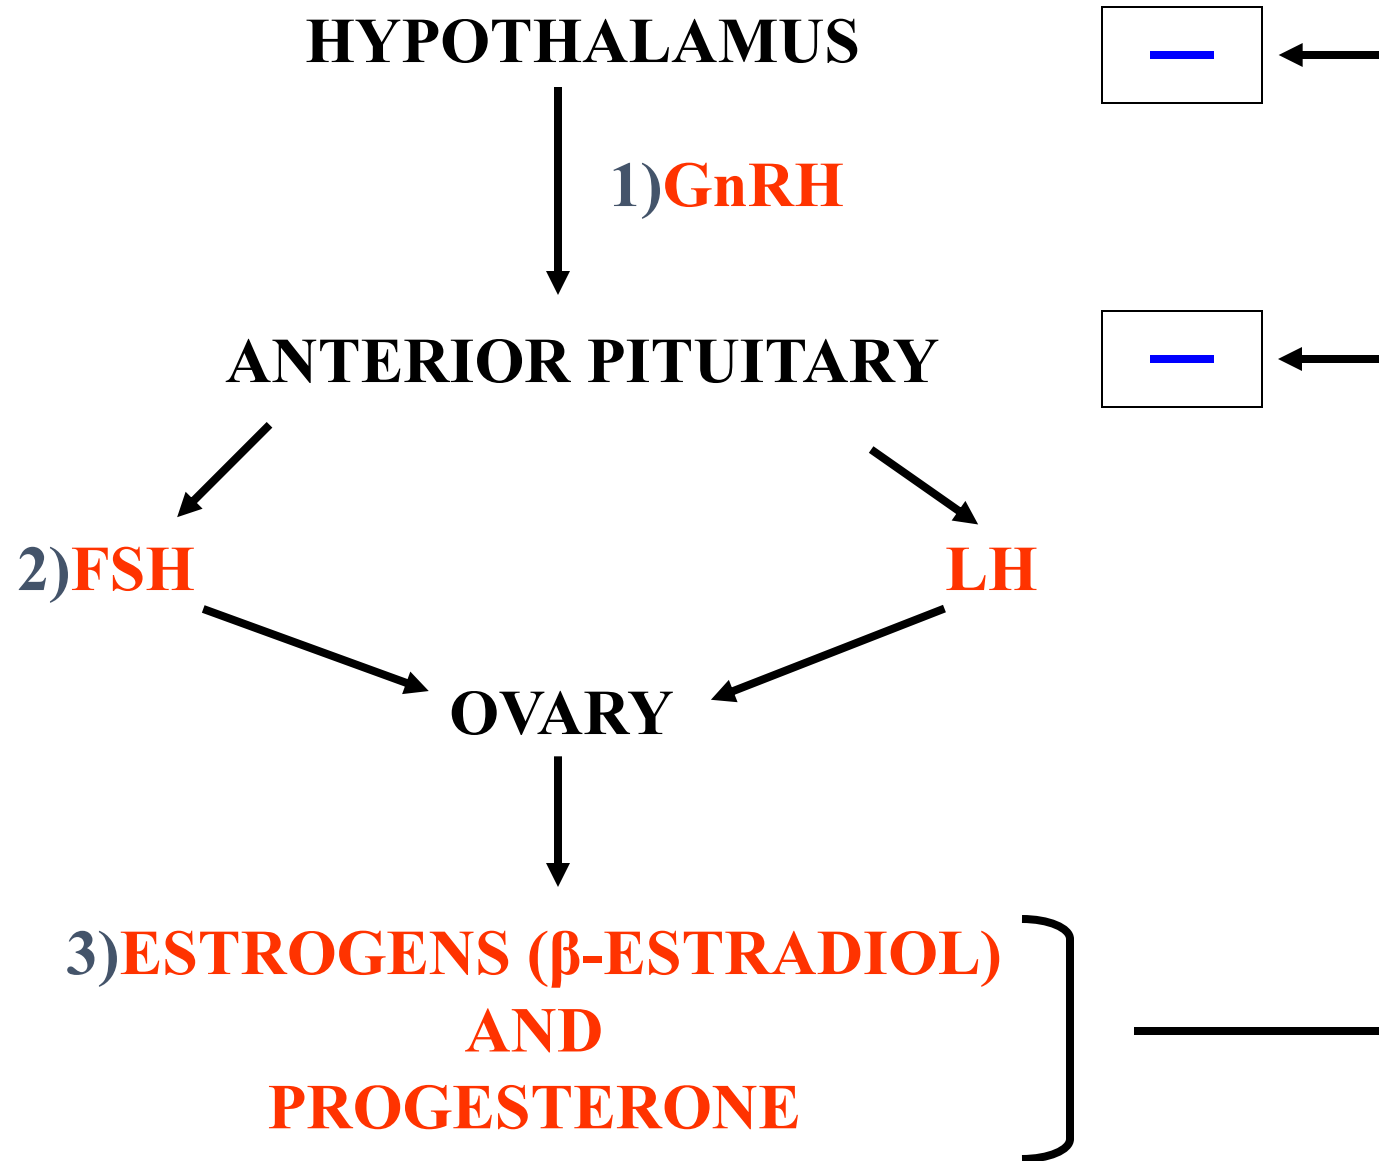 HYPOTHALAMUS
1)GnRH
ANTERIOR PITUITARY
2)FSH
LH
OVARY
3)ESTROGENS (β-ESTRADIOL)
AND
PROGESTERONE